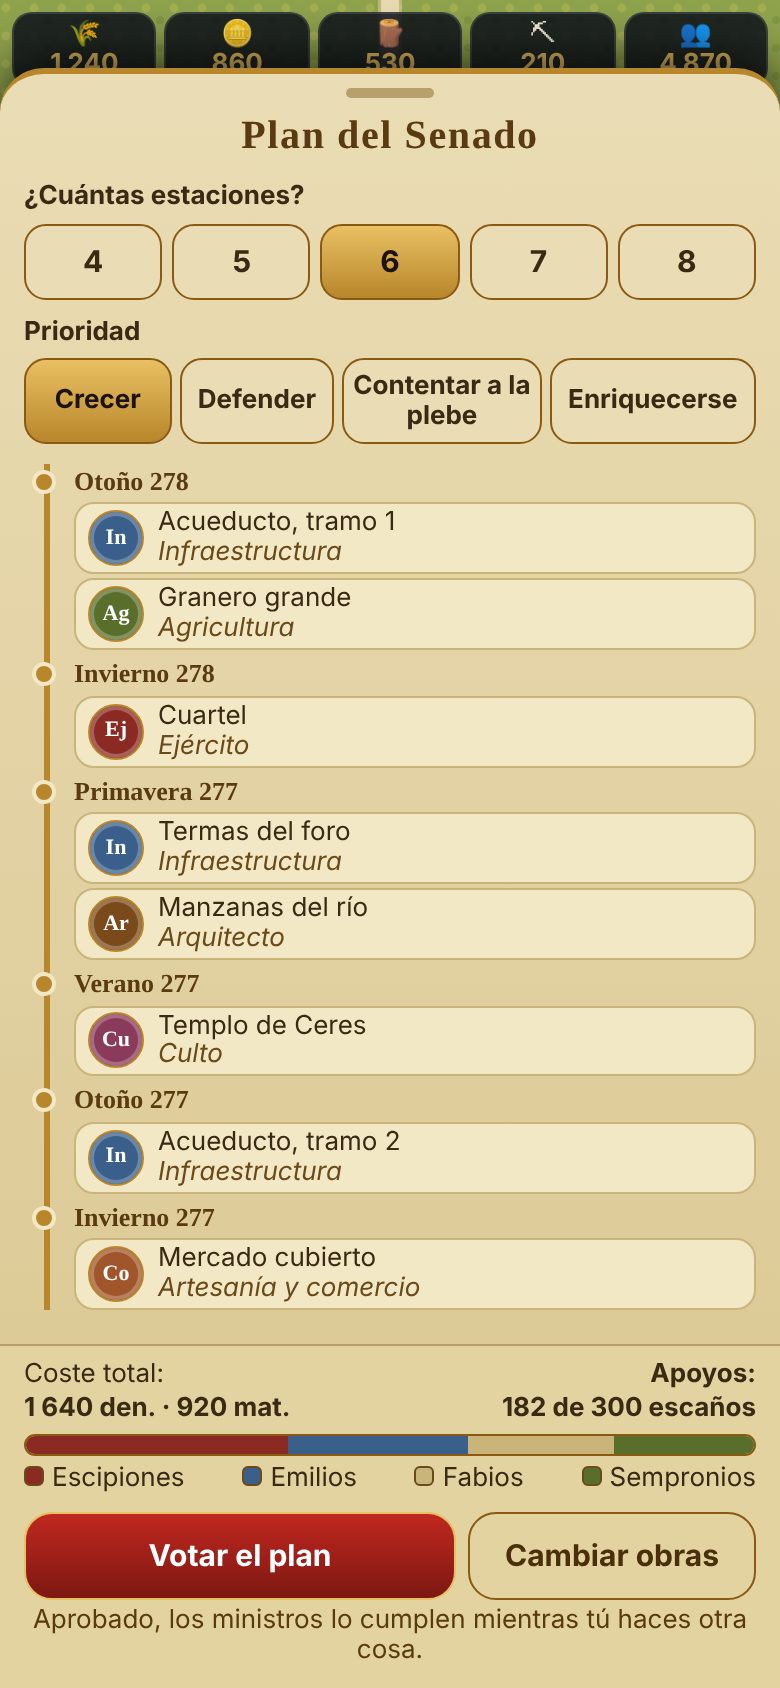 1 240
860
530
210
4 870
Plan del Senado
¿Cuántas estaciones?
4
5
6
7
8
Prioridad
Crecer
Defender
Contentar a la
plebe
Enriquecerse
Otoño 278
In
Acueducto, tramo 1
Infraestructura
Ag
Granero grande
Agricultura
Invierno 278
Ej
Cuartel
Ejército
Primavera 277
In
Termas del foro
Infraestructura
Ar
Manzanas del río
Arquitecto
Verano 277
Cu
Templo de Ceres
Culto
Otoño 277
In
Acueducto, tramo 2
Infraestructura
Invierno 277
Co
Mercado cubierto
Artesanía y comercio
Coste total:
1 640 den. · 920 mat.
Apoyos:
182 de 300 escaños
Escipiones
Emilios
Fabios
Sempronios
Votar el plan
Cambiar obras
Aprobado, los ministros lo cumplen mientras tú haces otra
cosa.